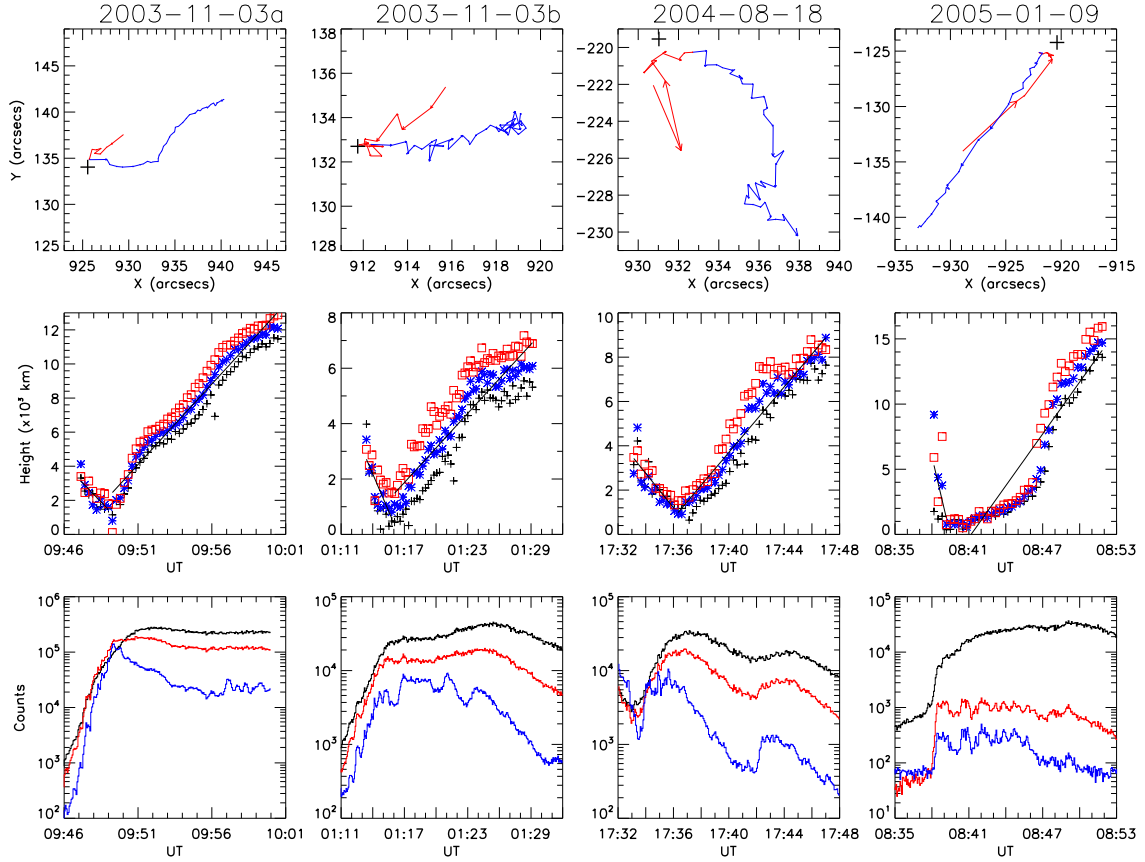 2003-11-03a
2003-11-03b
2004-08-18
2005-01-09
Y (arcsecs)
145
140
135
130
125
925 930 935 940 945
X (arcsecs)
138
136
134
132
130
128
912 914 916 918 920
X (arcsecs)
-220
-222
-224
-226
-228
-230
930 932 934 936 938 940
X (arcsecs)
-125
-130
-135
-140
-935 -930 -925 -920 -915
X (arcsecs)
Height (x10³ km)
12
10
8
6
4
2
0
09:46 09:51 09:56 10:01
UT
8
6
4
2
0
01:11 01:17 01:23 01:29
UT
10
8
6
4
2
0
17:32 17:36 17:40 17:44 17:48
UT
15
10
5
0
08:35 08:41 08:47 08:53
UT
Counts
10⁶
10⁵
10⁴
10³
10²
09:46 09:51 09:56 10:01
UT
10⁵
10⁴
10³
10²
01:11 01:17 01:23 01:29
UT
10⁵
10⁴
10³
10²
17:32 17:36 17:40 17:44 17:48
UT
10⁵
10⁴
10³
10²
10¹
08:35 08:41 08:47 08:53
UT